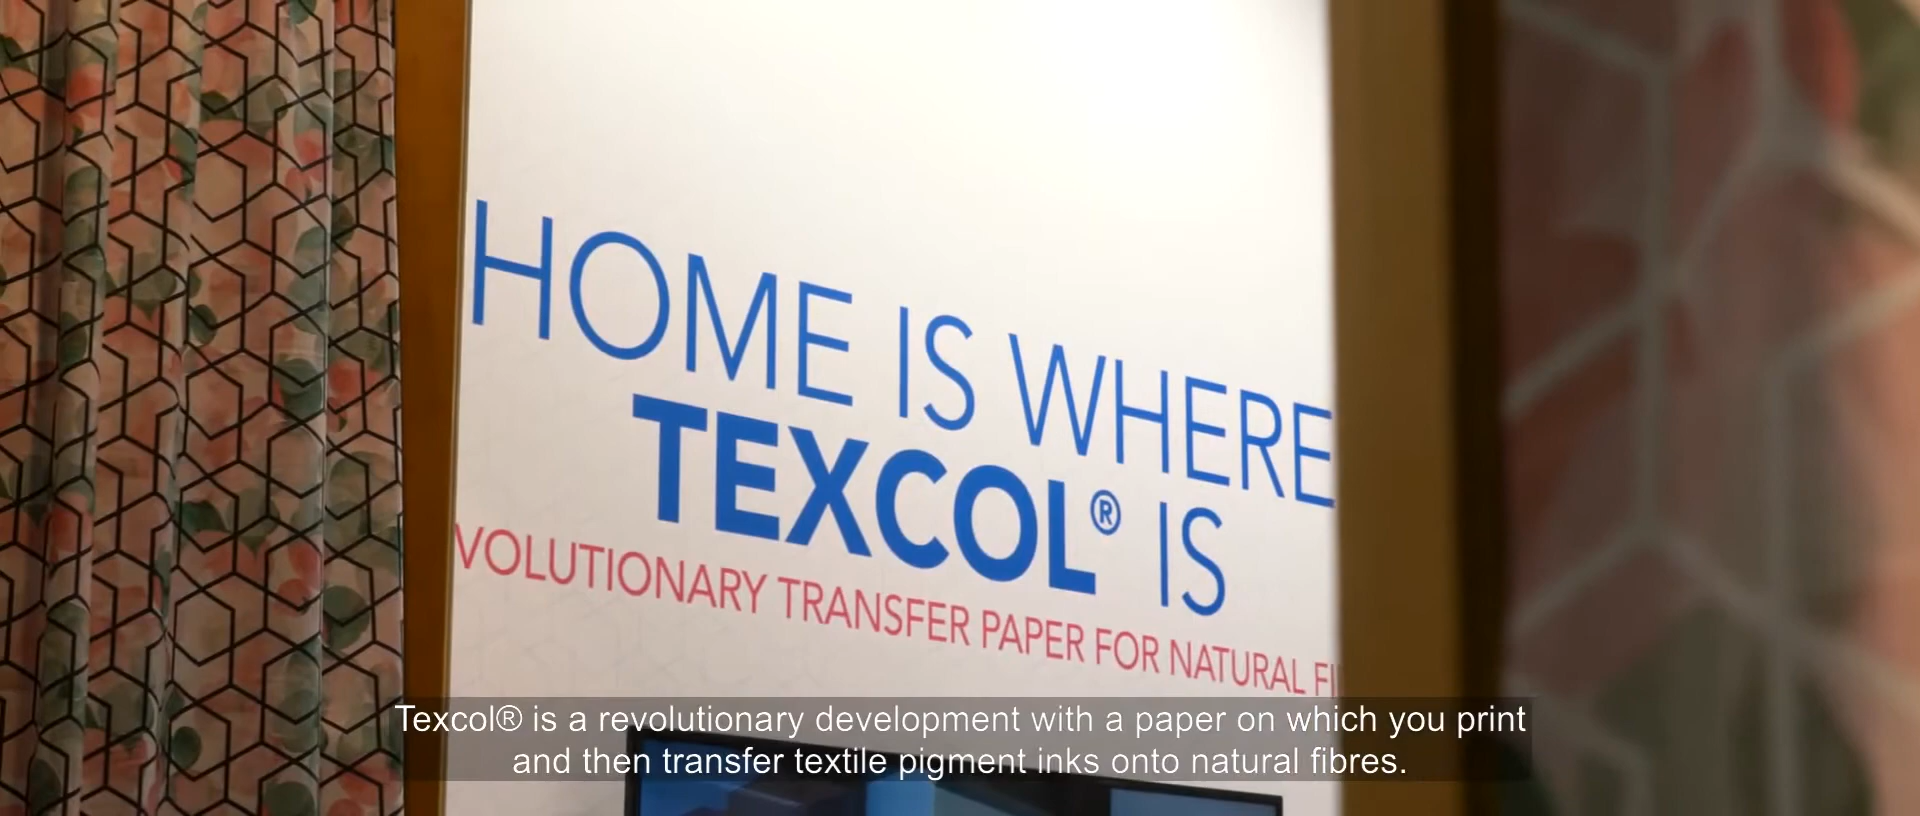 HOME IS WHERE
TEXCOL® IS
VOLUTIONARY TRANSFER PAPER FOR NATURAL FI
Texcol® is a revolutionary development with a paper on which you print
and then transfer textile pigment inks onto natural fibres.